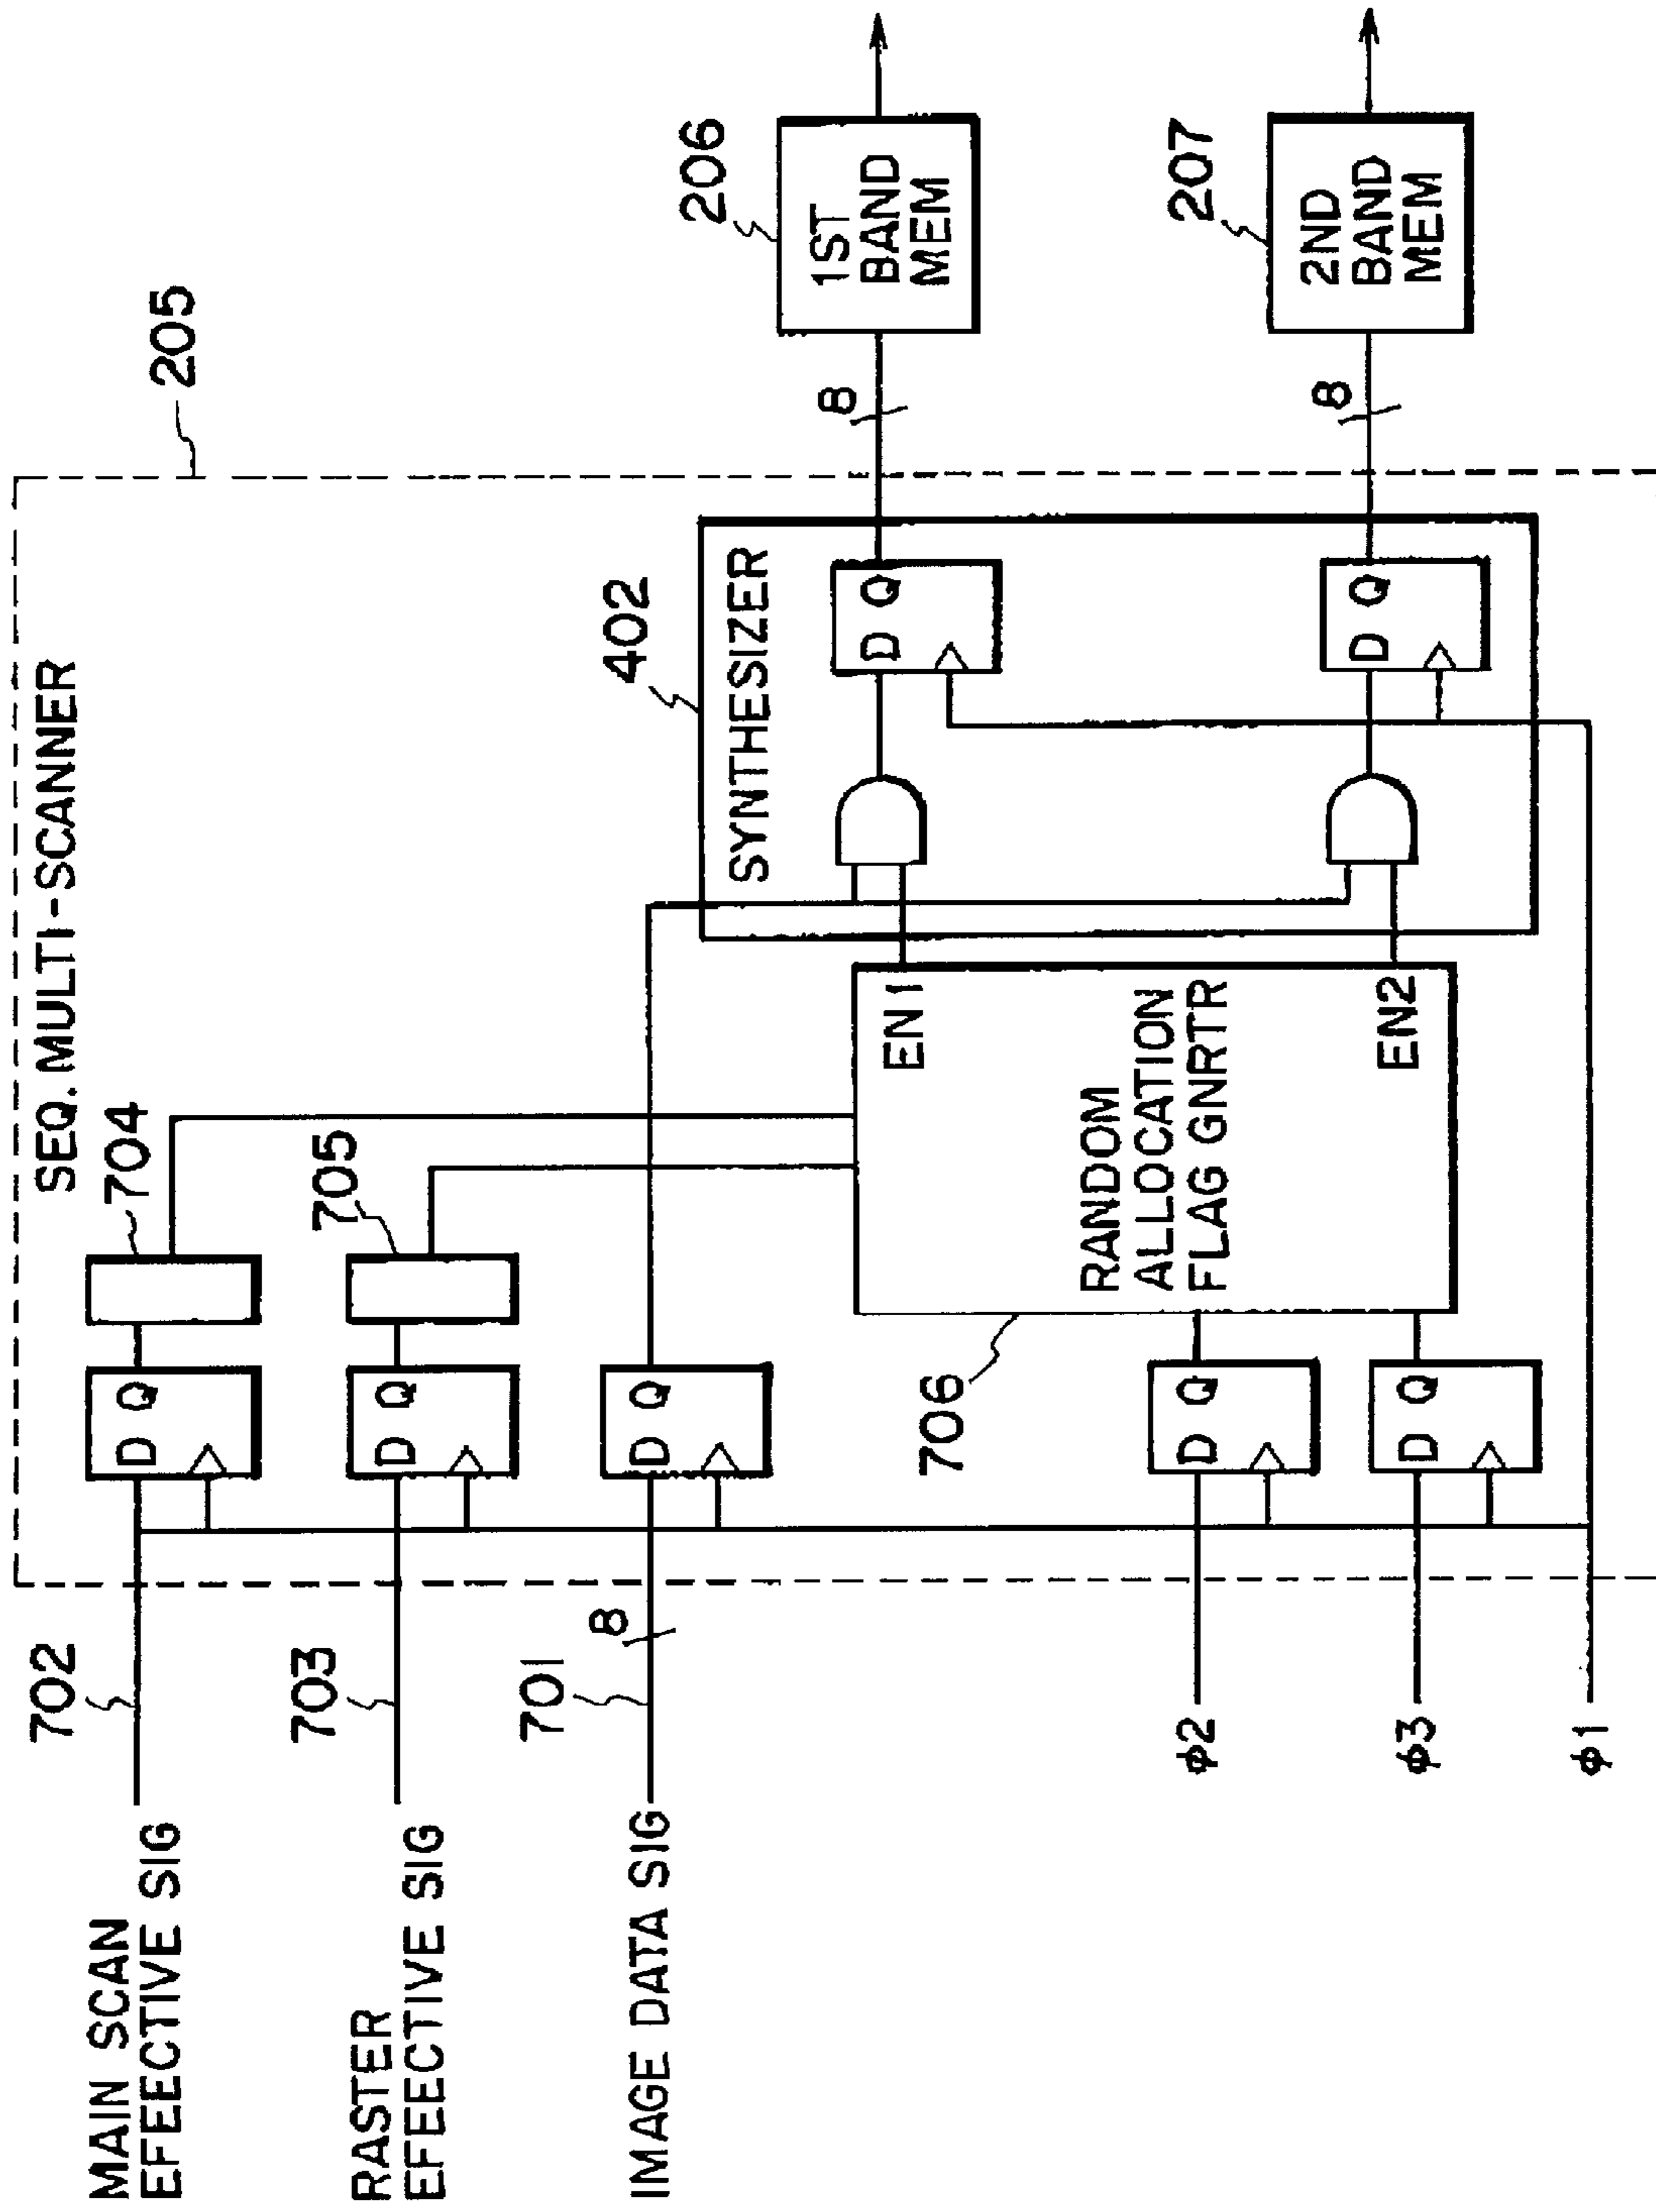 SEQ. MULTI-SCANNER
205
702
704
MAIN SCAN
EFFECTIVE SIG
703
705
RASTER
EFFECTIVE SIG
701
8
IMAGE DATA SIG
D Q
D Q
D Q
402
SYNTHESIZER
D Q
D Q
8
206
1ST
BAND
MEM
8
207
2ND
BAND
MEM
706
EN1
EN2
RANDOM
ALLOCATION
FLAG GNRTR
D Q
D Q
ϕ2
ϕ3
ϕ1